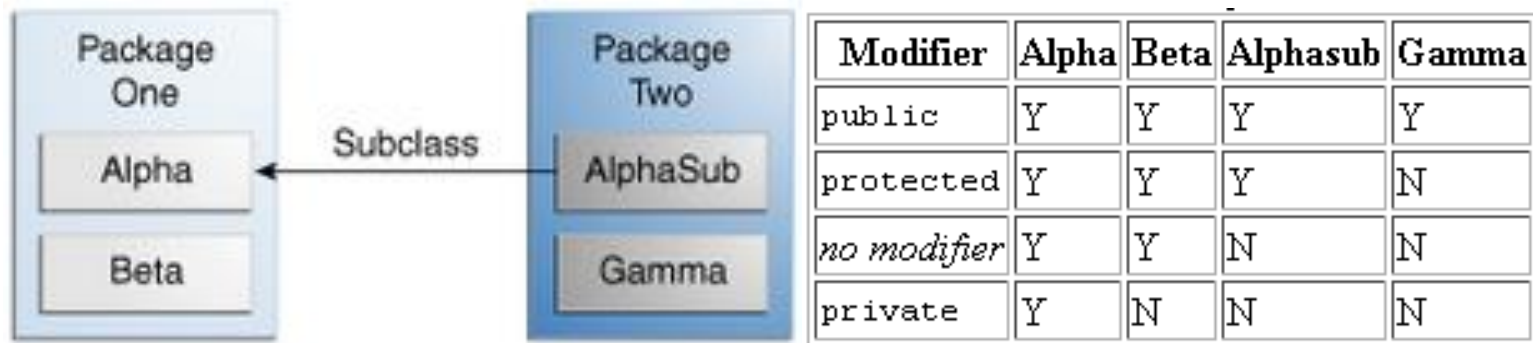 Package
One
Alpha
Beta
Subclass
Package
Two
AlphaSub
Gamma
Modifier Alpha Beta Alphasub Gamma
public Y Y Y Y
protected Y Y Y N
no modifier Y Y N N
private Y N N N